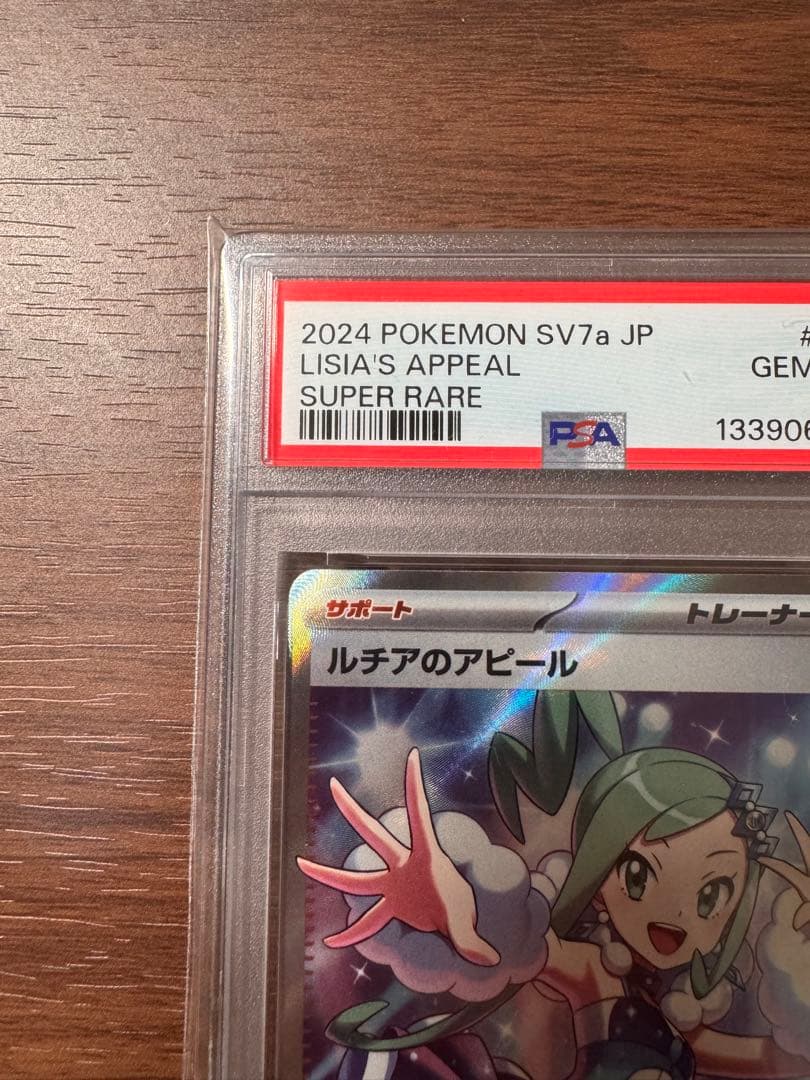 2024 POKEMON SV7a JP #
LISIA'S APPEAL GEM
SUPER RARE
PSA 133906
サポート トレーナー
ルチアのアピール